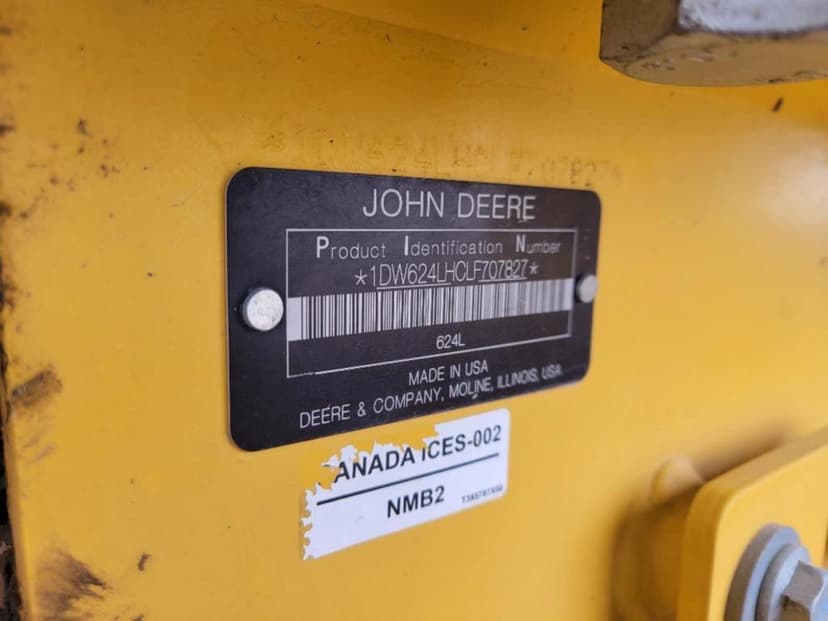 JOHN DEERE
Product Identification Number
*1DW624LHCLF707827*
624L
MADE IN USA
DEERE & COMPANY, MOLINE, ILLINOIS, USA
ANADA ICES-002
NMB2